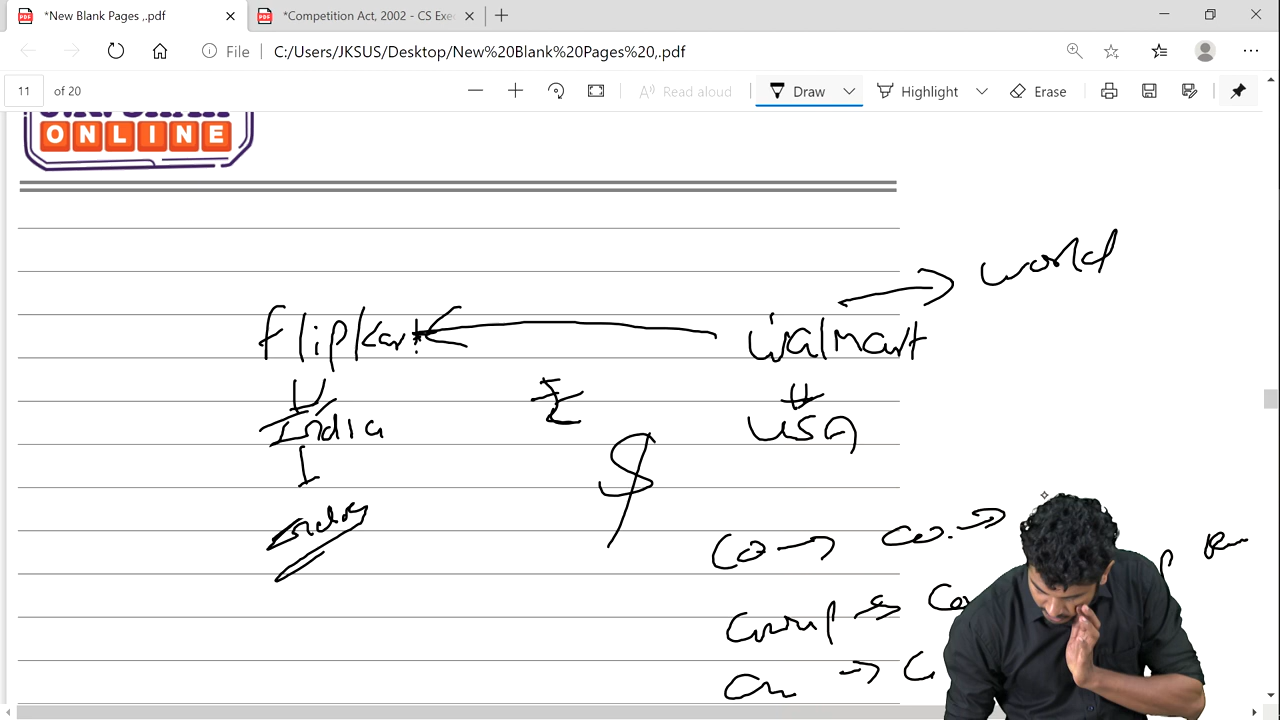 *New Blank Pages ,.pdf
*Competition Act, 2002 - CS Exe
File
C:/Users/JKSUS/Desktop/New%20Blank%20Pages%20,.pdf
11 of 20
Read aloud
Draw
Highlight
Erase
ONLINE
world
Flipkart
Walmart
India
₹
USA
$
Co → Co. →
Group